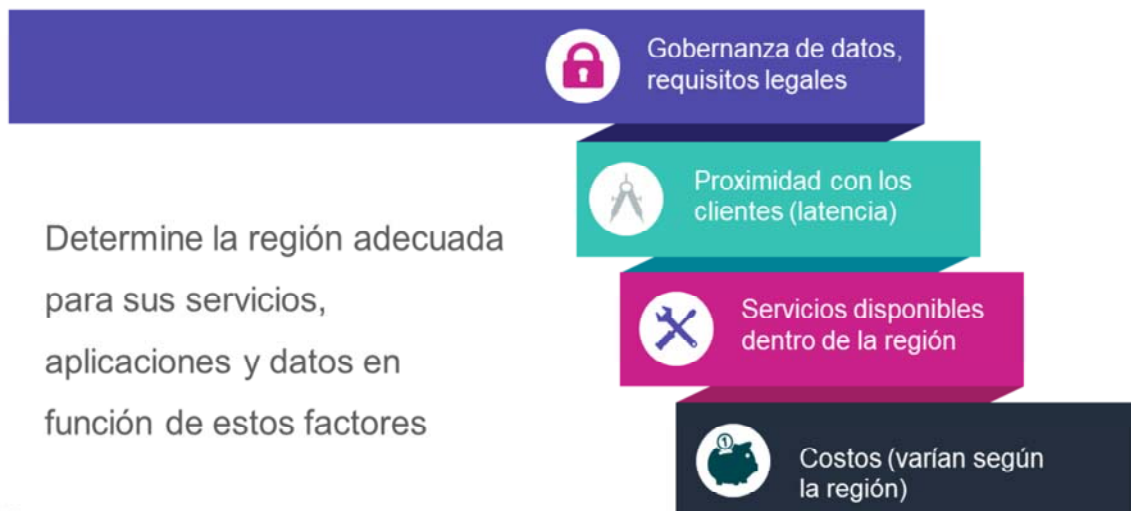 Gobernanza de datos,
requisitos legales
Proximidad con los
clientes (latencia)
Determine la región adecuada
para sus servicios,
aplicaciones y datos en
función de estos factores
Servicios disponibles
dentro de la región
1
Costos (varían según
la región)